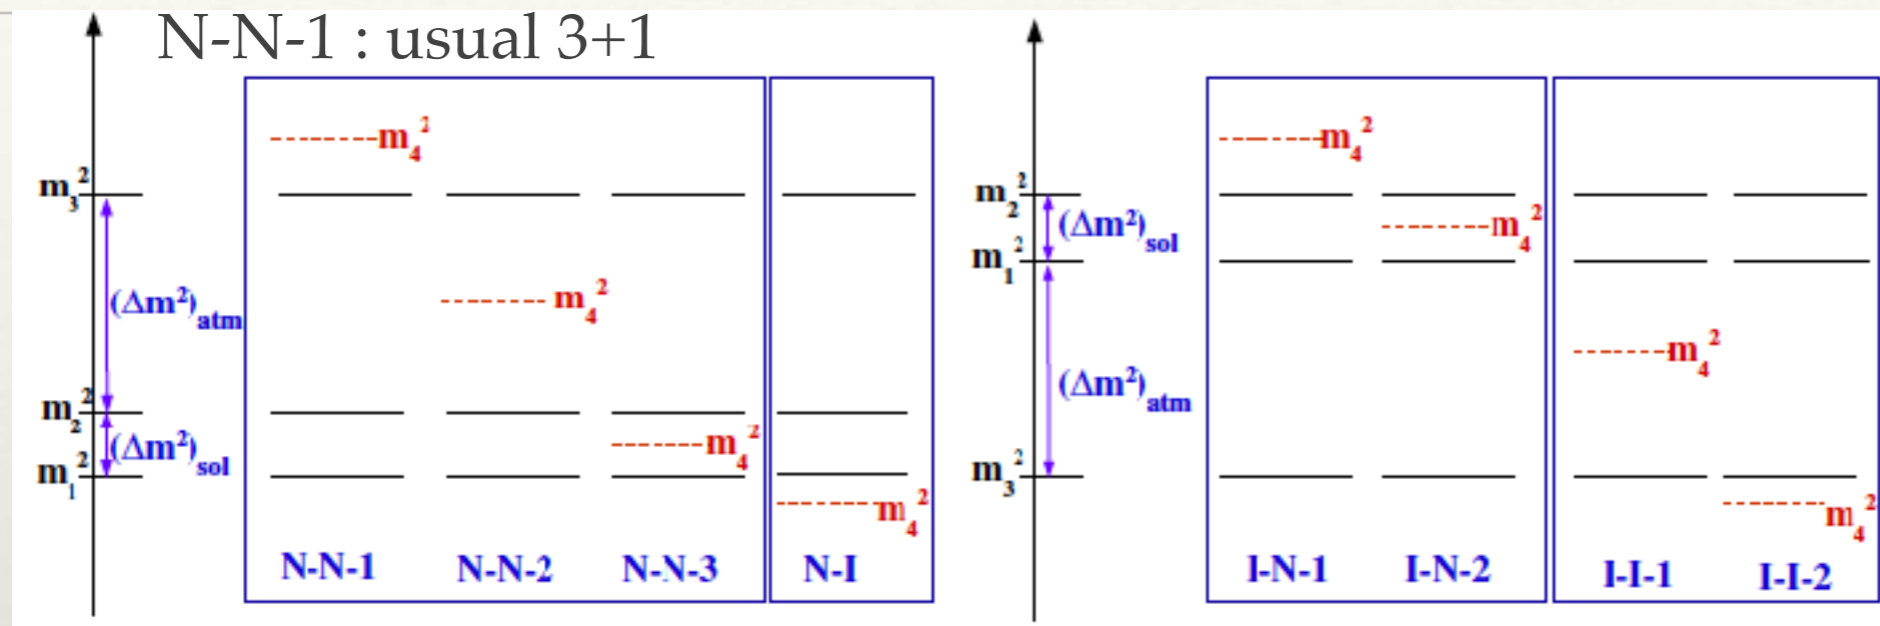 N-N-1 : usual 3+1
m₄²
m₃²
(Δm²)atm
m₄²
m₂²
(Δm²)sol
m₄²
m₁²
m₄²
N-N-1 N-N-2 N-N-3 N-I
m₄²
m₂²
(Δm²)sol
m₄²
m₁²
m₄²
(Δm²)atm
m₃²
m₄²
I-N-1 I-N-2 I-I-1 I-I-2